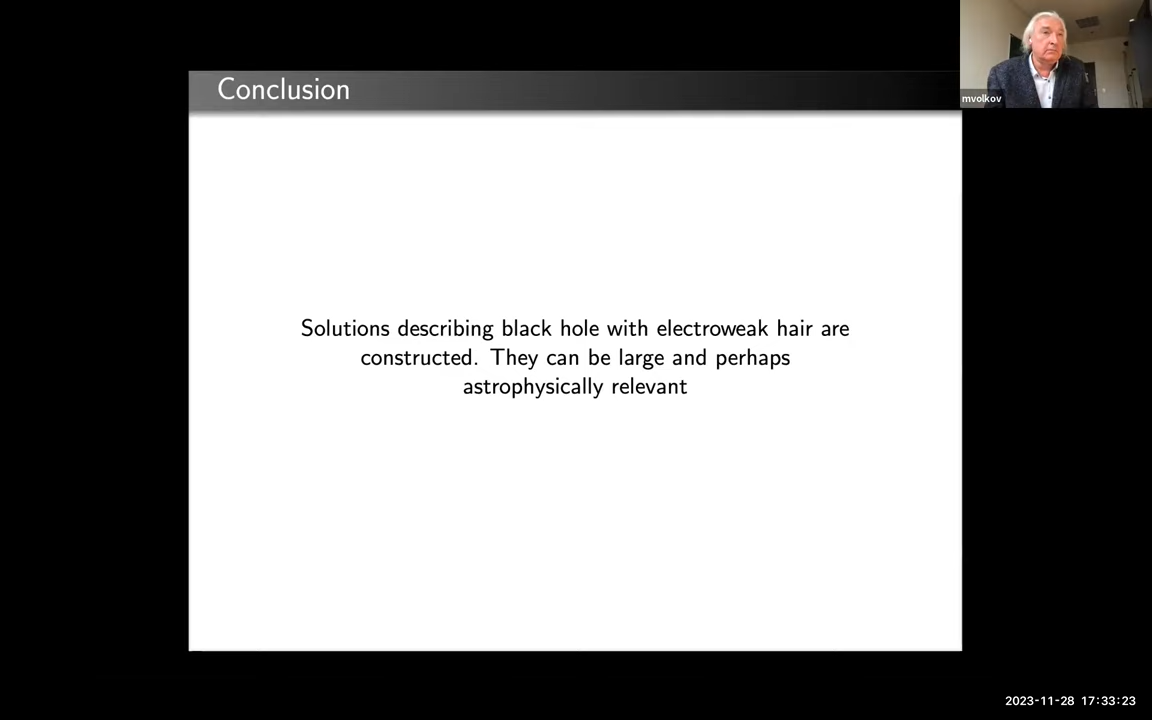 Conclusion
mvolkov
Solutions describing black hole with electroweak hair are
constructed. They can be large and perhaps
astrophysically relevant
2023-11-28 17:33:23